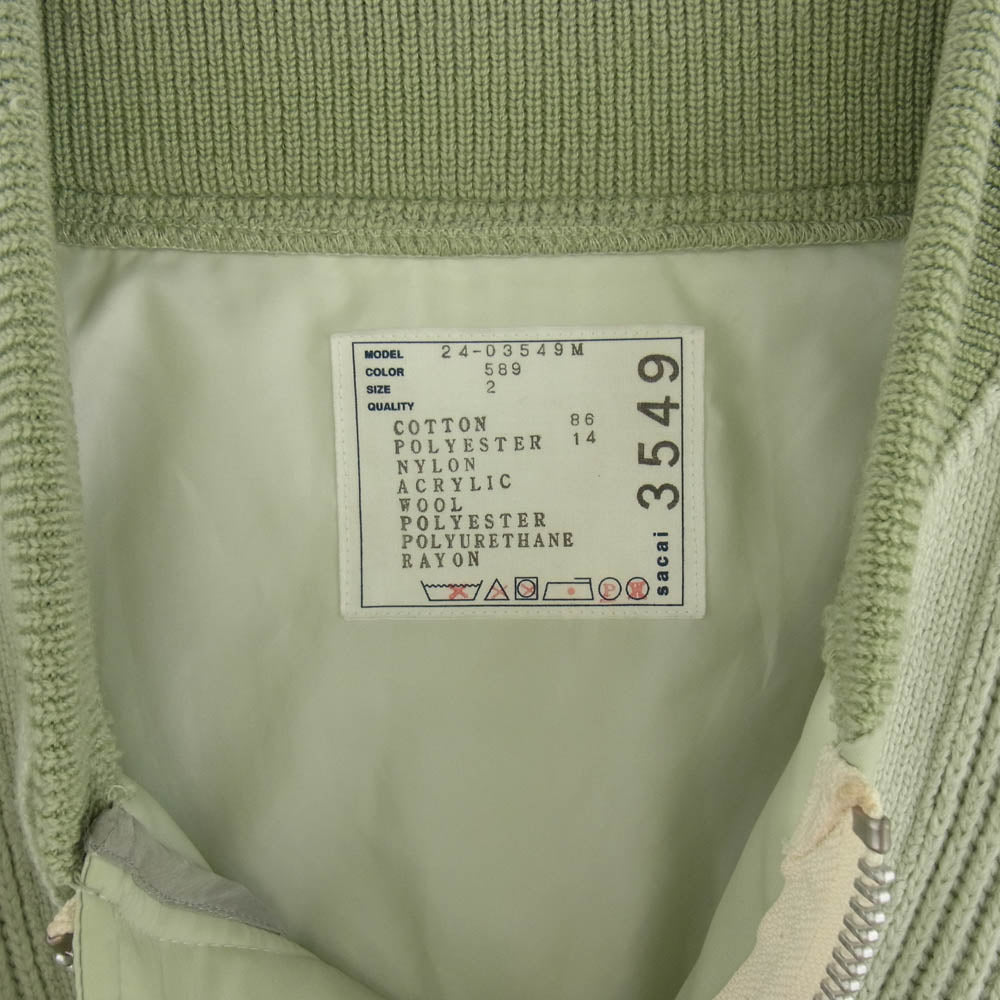 MODEL 24-03549M
COLOR 589
SIZE 2
QUALITY
COTTON 86
POLYESTER 14
NYLON
ACRYLIC
WOOL
POLYESTER
POLYURETHANE
RAYON
P W
sacai 3549